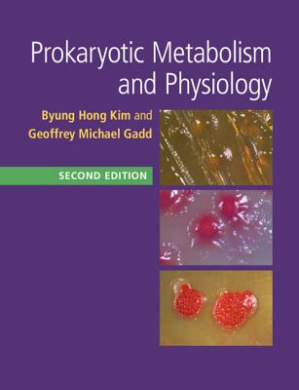 Prokaryotic Metabolism
and Physiology
Byung Hong Kim and
Geoffrey Michael Gadd
SECOND EDITION